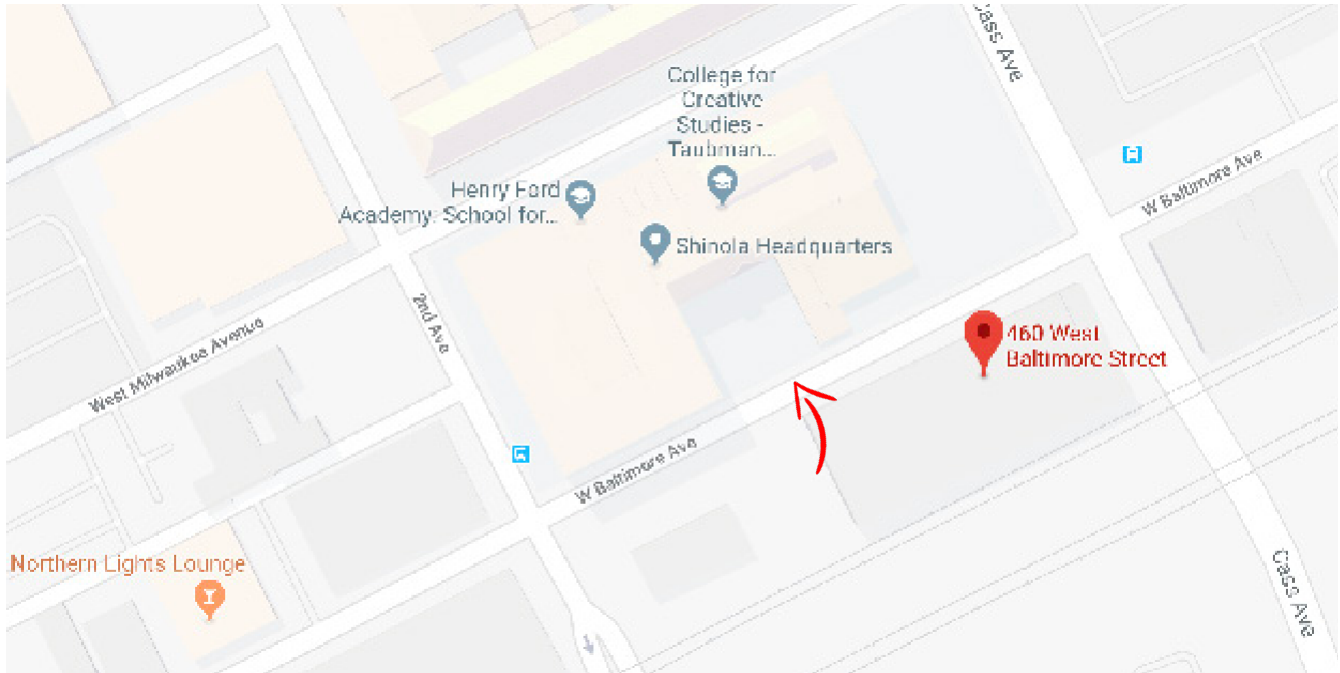 Cass Ave
College for
Creative
Studies -
Taubman...
W Baltimore Ave
Henry Ford
Academy: School for...
Shinola Headquarters
2nd Ave
460 West
Baltimore Street
West Milwaukee Avenue
W Baltimore Ave
Northern Lights Lounge
Cass Ave